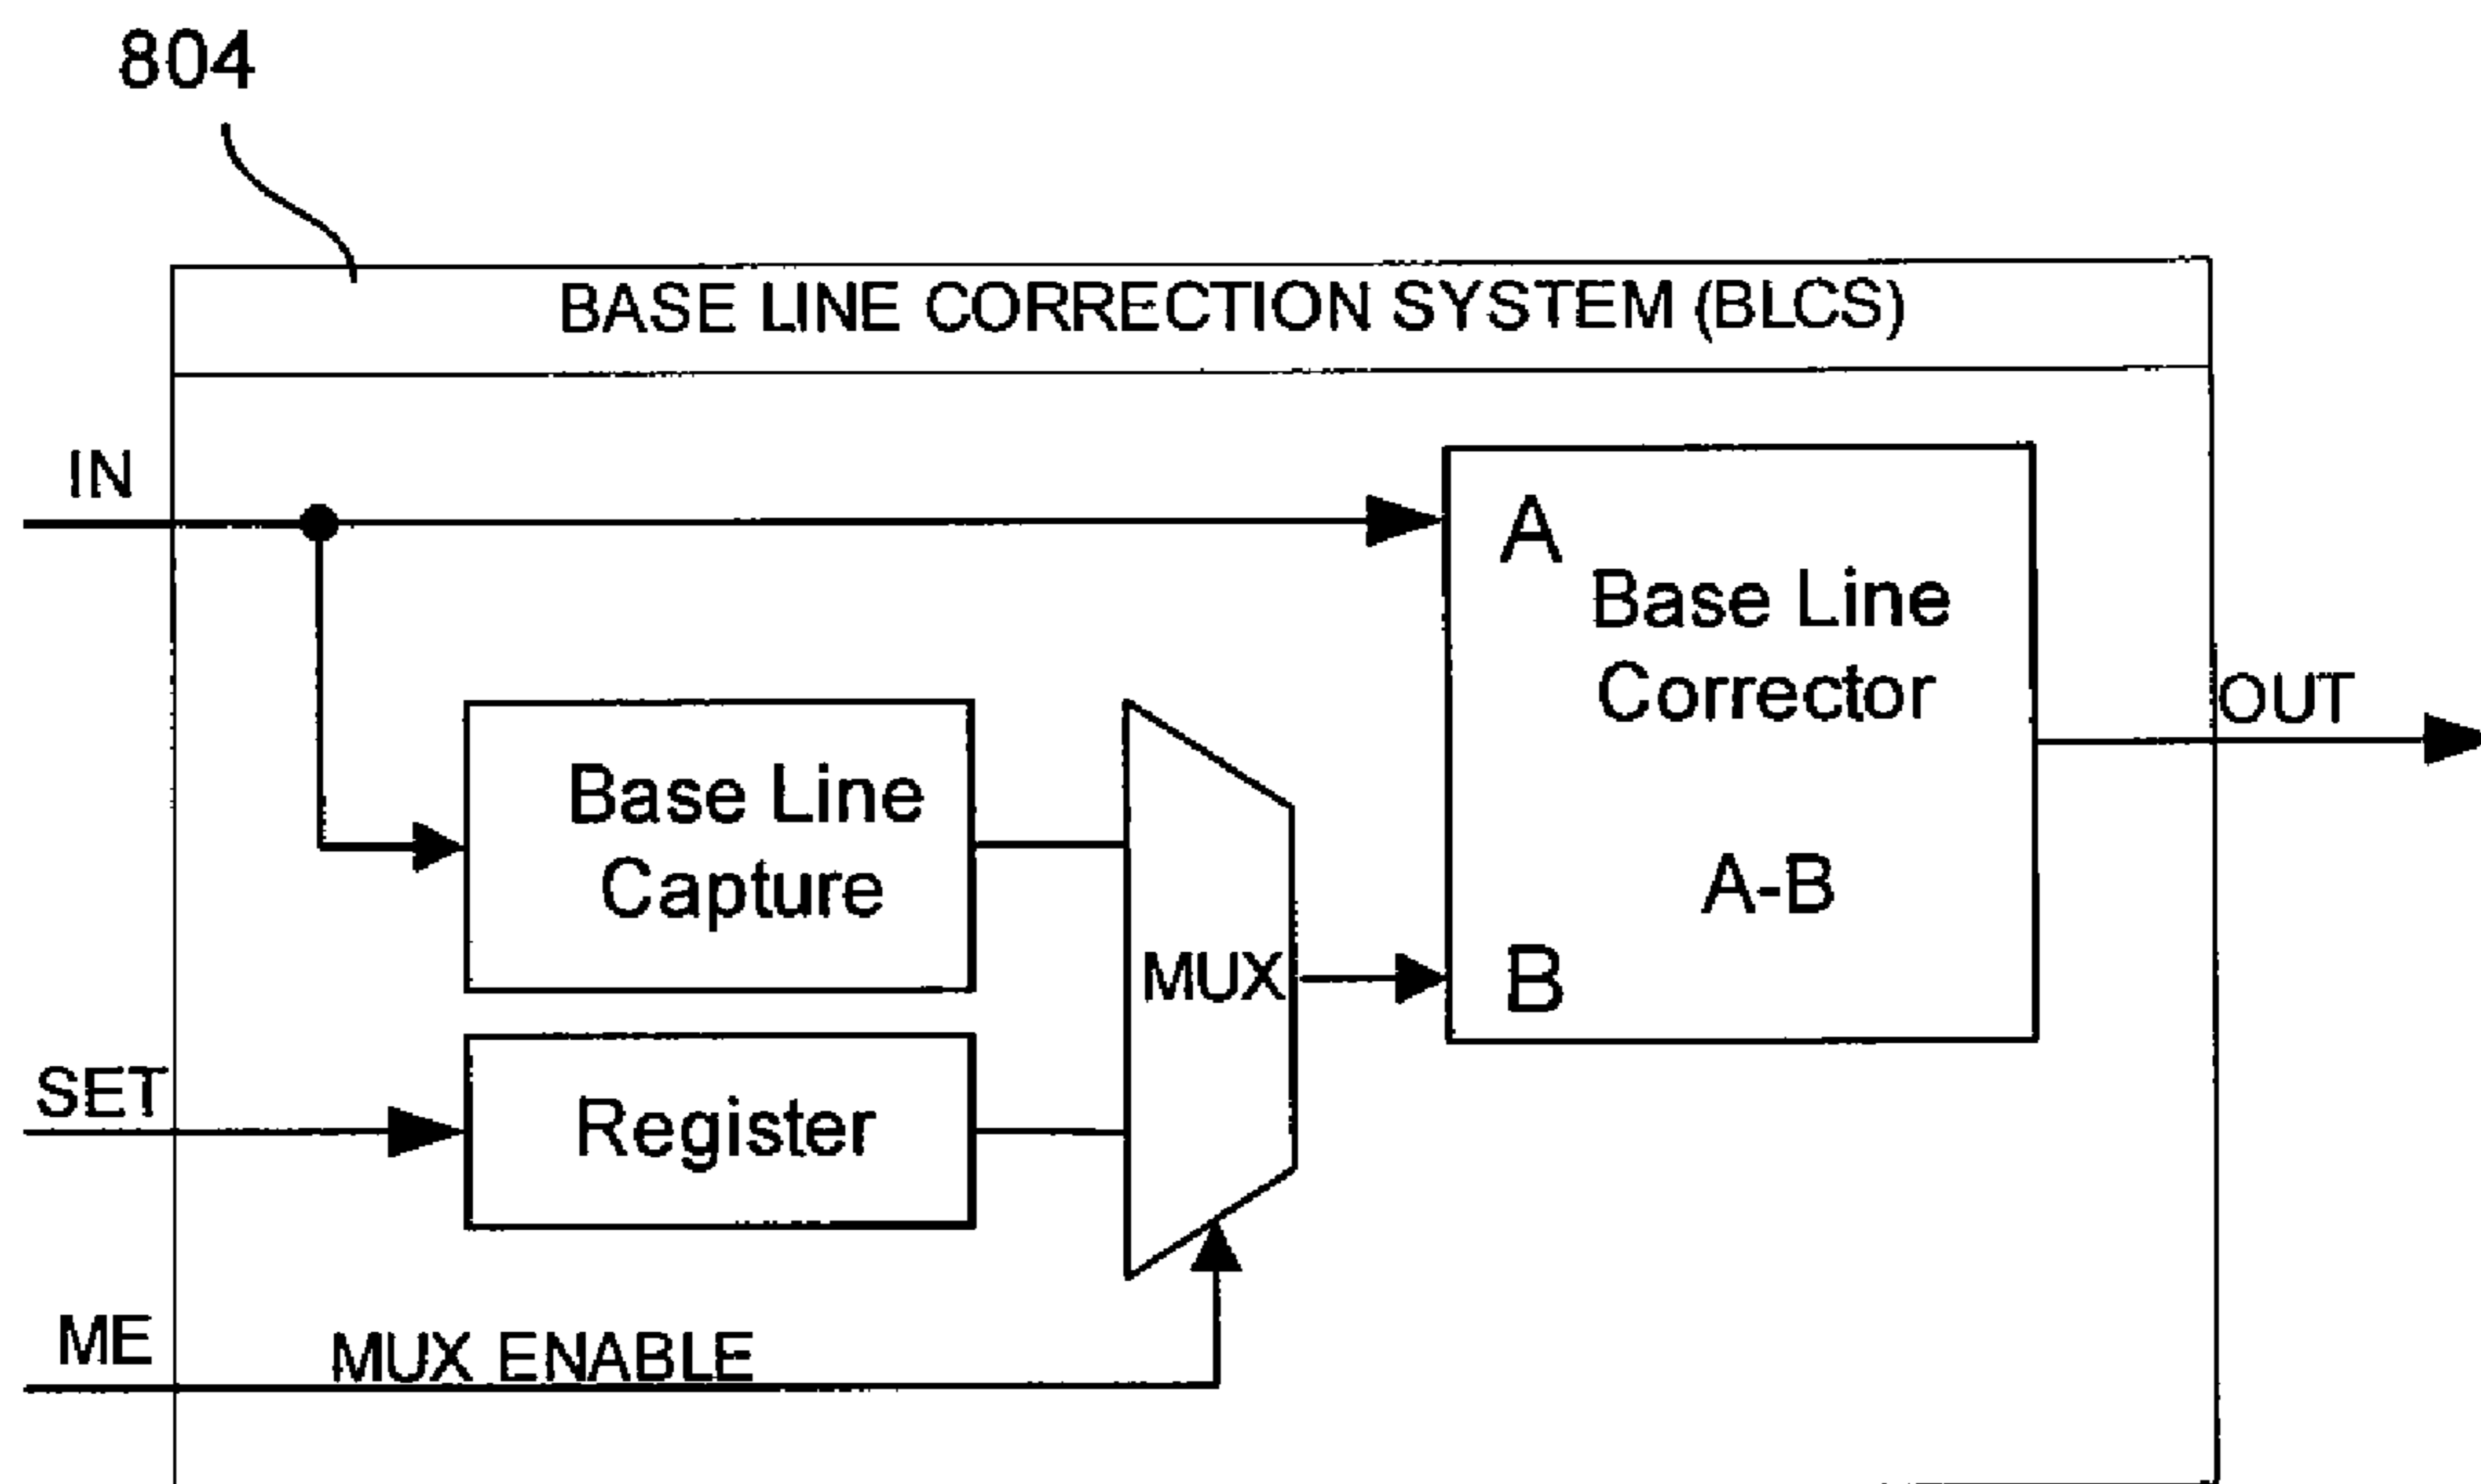 804
BASE LINE CORRECTION SYSTEM (BLCS)
IN
A
Base Line
Corrector
OUT
Base Line
Capture
A-B
MUX
B
SET
Register
ME
MUX ENABLE